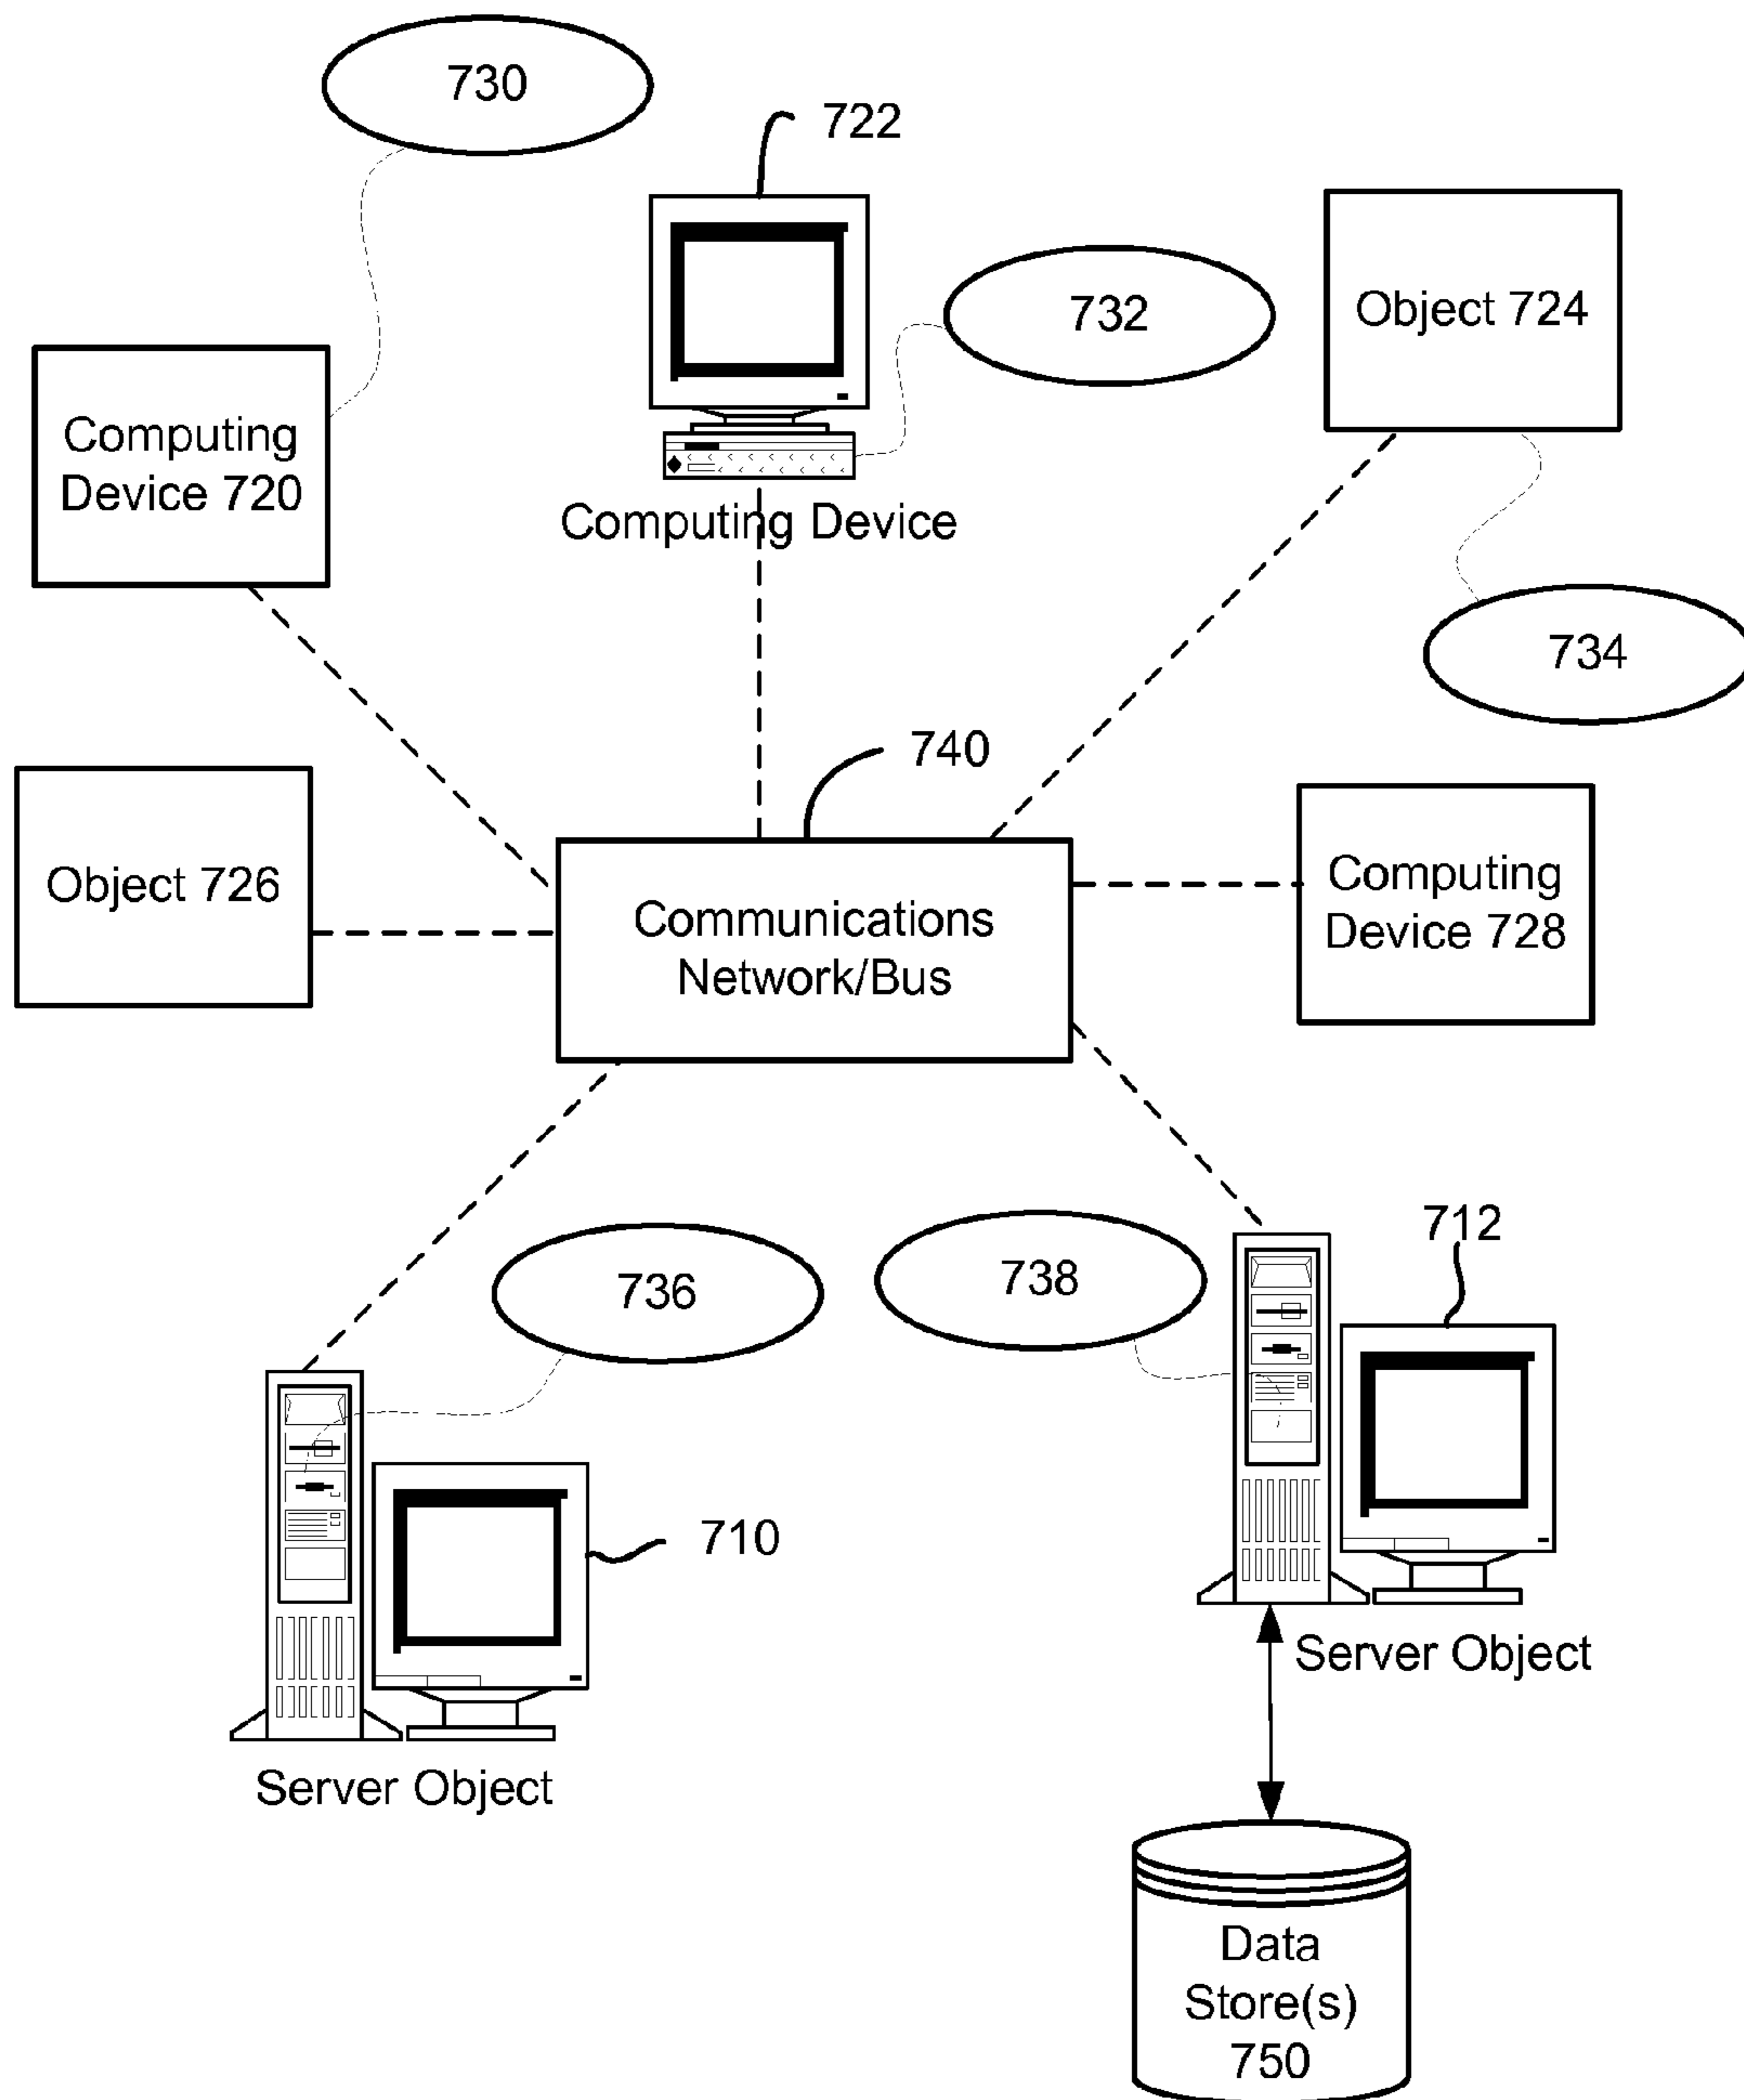 730
722
732
Object 724
Computing
Device 720
Computing Device
734
740
Object 726
Computing
Device 728
Communications
Network/Bus
736
738
712
710
Server Object
Server Object
Data
Store(s)
750